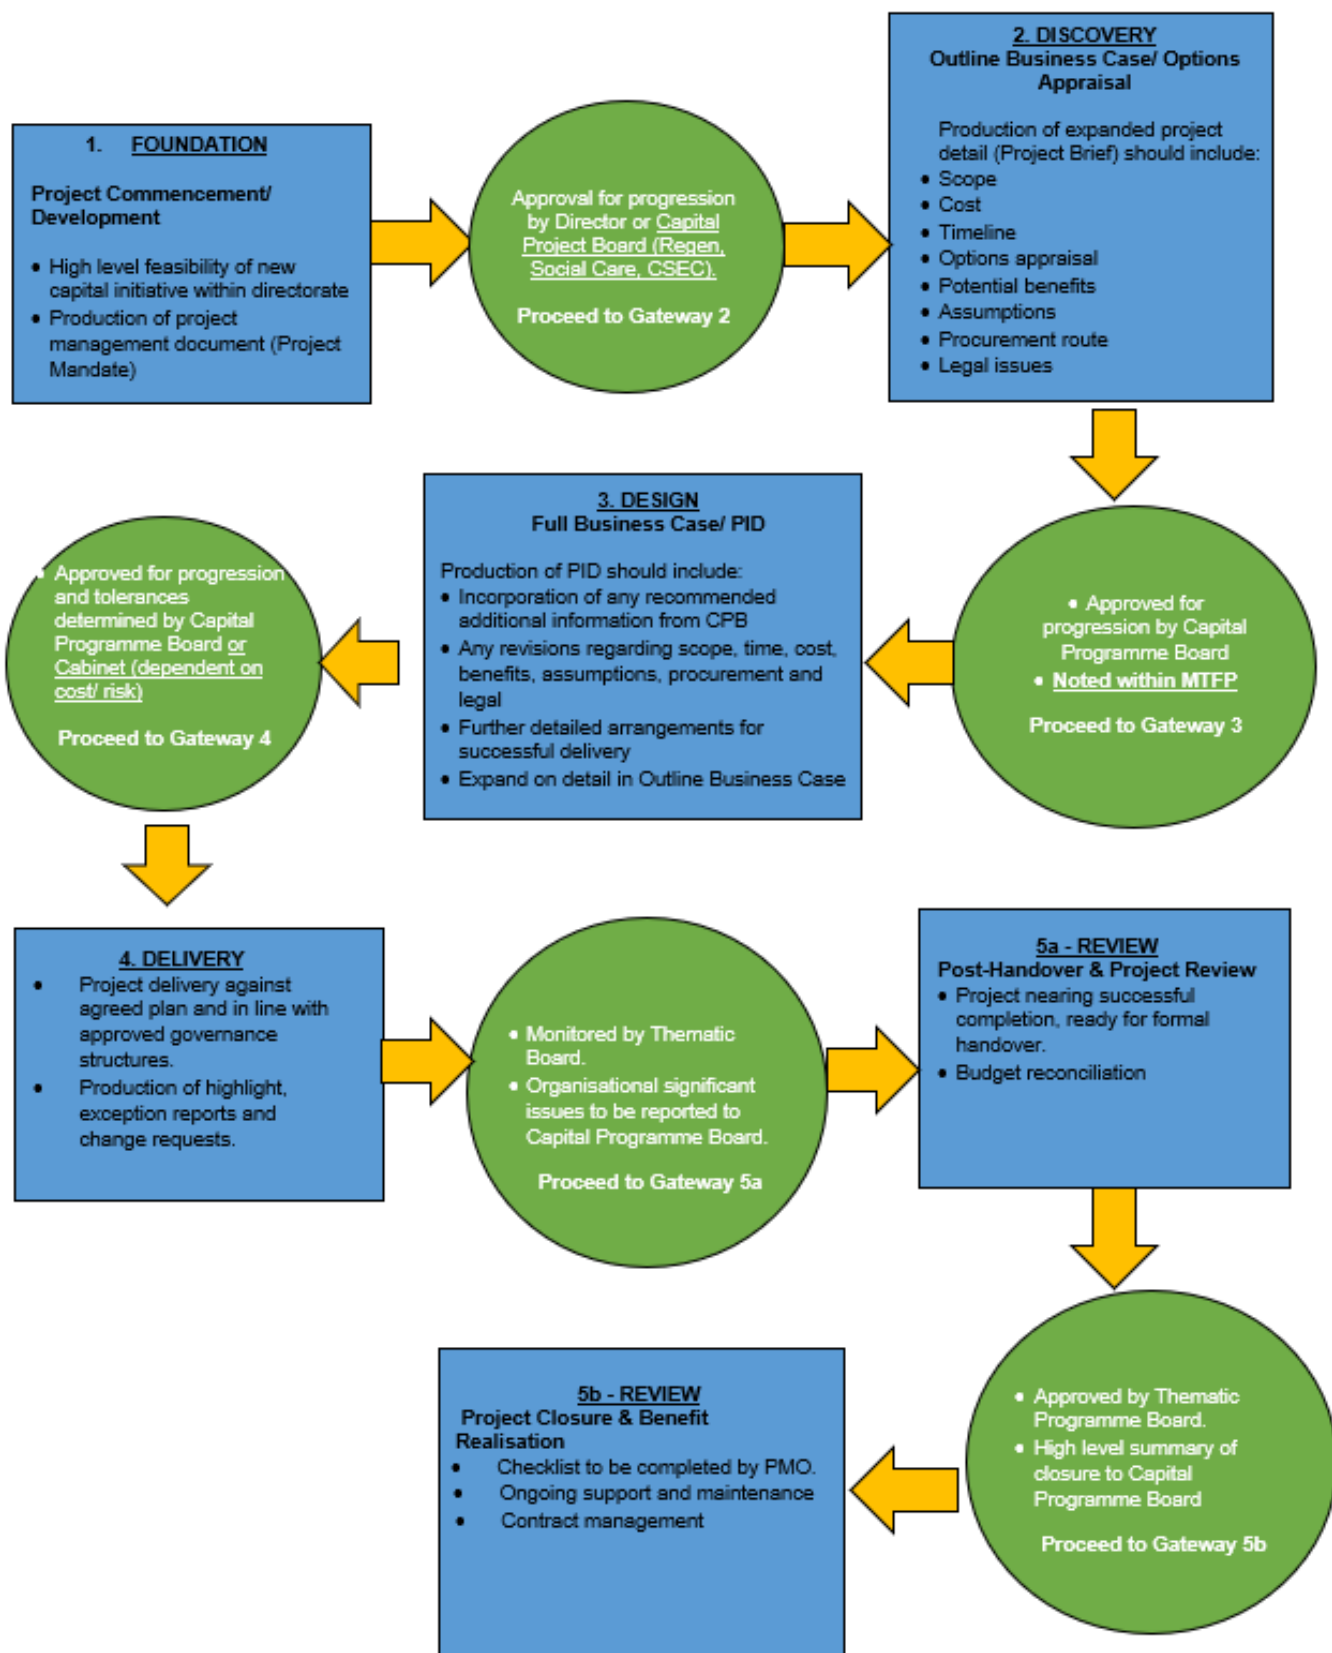 1. FOUNDATION
Project Commencement/
Development
• High level feasibility of new
capital initiative within directorate
• Production of project
management document (Project
Mandate)
Approval for progression
by Director or Capital
Project Board (Regen,
Social Care, CSEC).
Proceed to Gateway 2
2. DISCOVERY
Outline Business Case/ Options
Appraisal
Production of expanded project
detail (Project Brief) should include:
• Scope
• Cost
• Timeline
• Options appraisal
• Potential benefits
• Assumptions
• Procurement route
• Legal issues
• Approved for
progression by Capital
Programme Board
• Noted within MTFP
Proceed to Gateway 3
3. DESIGN
Full Business Case/ PID
Production of PID should include:
• Incorporation of any recommended
additional information from CPB
• Any revisions regarding scope, time, cost,
benefits, assumptions, procurement and
legal
• Further detailed arrangements for
successful delivery
• Expand on detail in Outline Business Case
• Approved for progression
and tolerances
determined by Capital
Programme Board or
Cabinet (dependent on
cost/ risk)
Proceed to Gateway 4
4. DELIVERY
• Project delivery against
agreed plan and in line with
approved governance
structures.
• Production of highlight,
exception reports and
change requests.
• Monitored by Thematic
Board.
• Organisational significant
issues to be reported to
Capital Programme Board.
Proceed to Gateway 5a
5a - REVIEW
Post-Handover & Project Review
• Project nearing successful
completion, ready for formal
handover.
• Budget reconciliation
• Approved by Thematic
Programme Board.
• High level summary of
closure to Capital
Programme Board
Proceed to Gateway 5b
5b - REVIEW
Project Closure & Benefit
Realisation
• Checklist to be completed by PMO.
• Ongoing support and maintenance
• Contract management